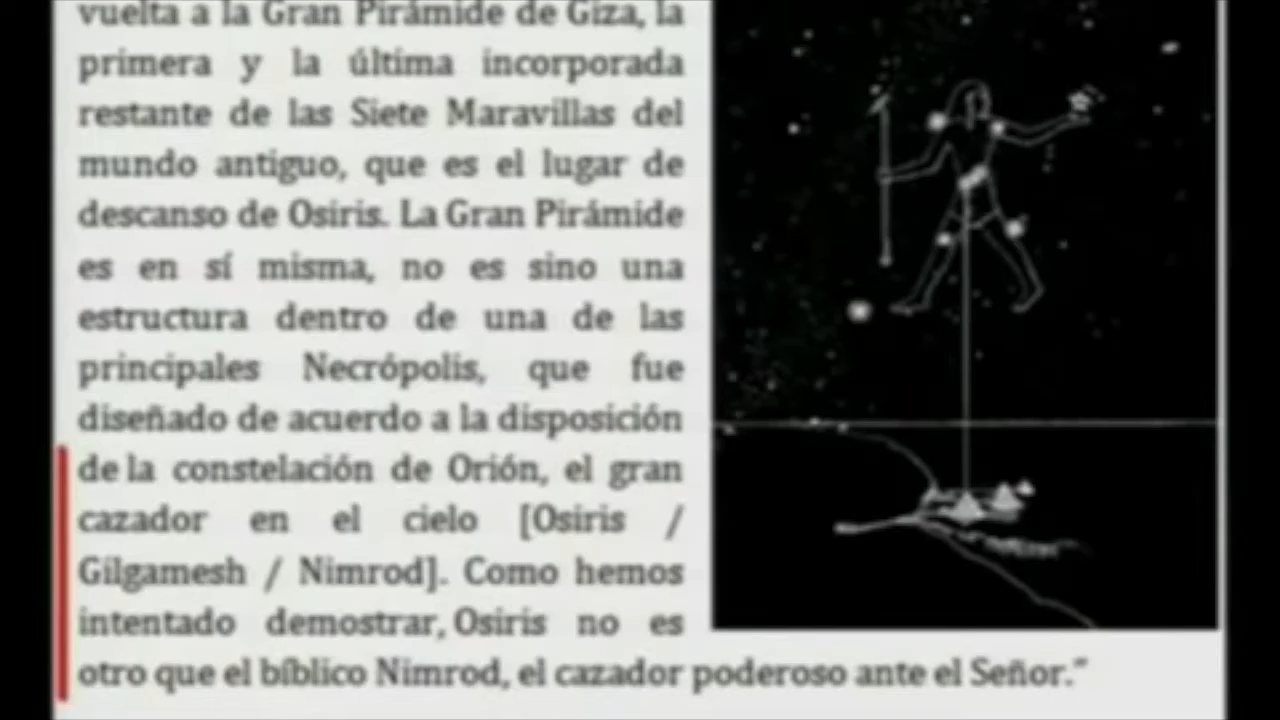 vuelta a la Gran Pirámide de Giza, la
primera y la última incorporada
restante de las Siete Maravillas del
mundo antiguo, que es el lugar de
descanso de Osiris. La Gran Pirámide
es en sí misma, no es sino una
estructura dentro de una de las
principales Necrópolis, que fue
diseñado de acuerdo a la disposición
de la constelación de Orión, el gran
cazador en el cielo [Osiris /
Gilgamesh / Nimrod]. Como hemos
intentado demostrar, Osiris no es
otro que el bíblico Nimrod, el cazador poderoso ante el Señor.”